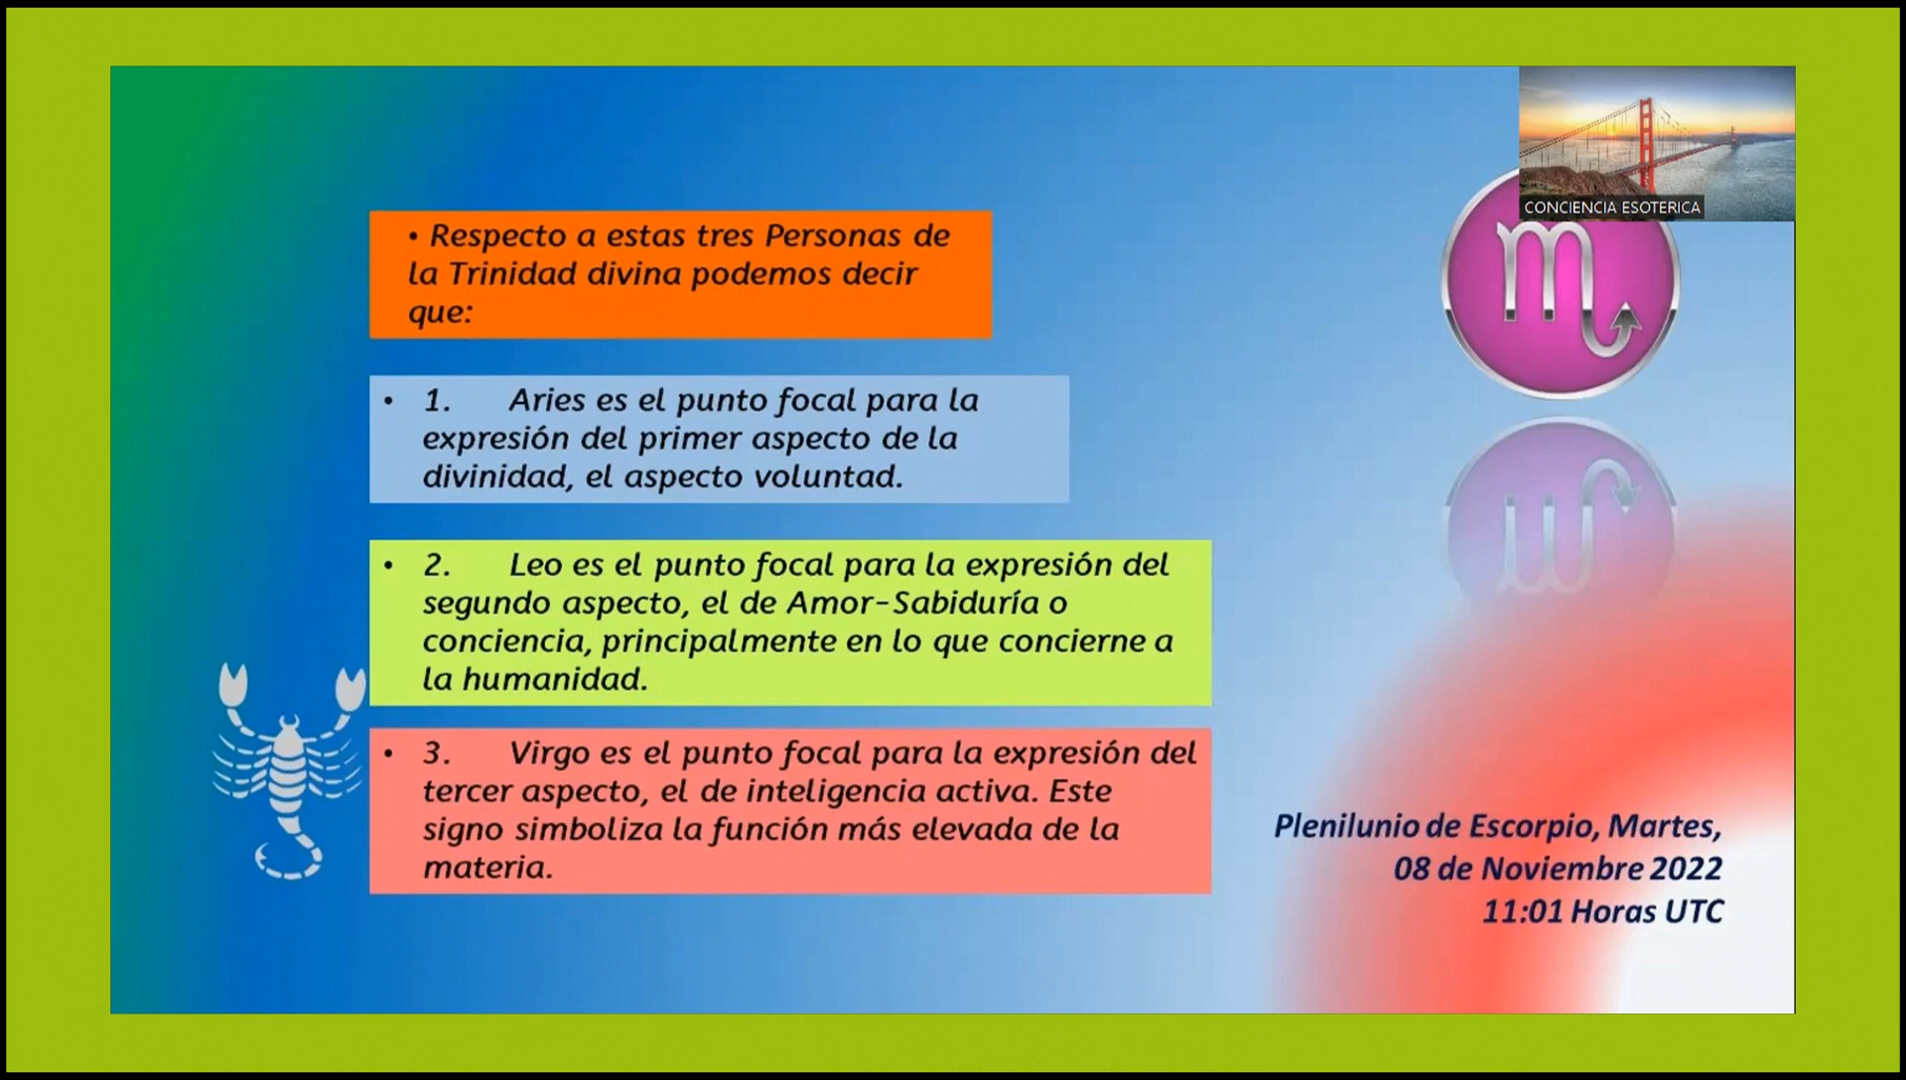 CONCIENCIA ESOTERICA
• Respecto a estas tres Personas de
la Trinidad divina podemos decir
que:
• 1. Aries es el punto focal para la
expresión del primer aspecto de la
divinidad, el aspecto voluntad.
• 2. Leo es el punto focal para la expresión del
segundo aspecto, el de Amor-Sabiduría o
conciencia, principalmente en lo que concierne a
la humanidad.
• 3. Virgo es el punto focal para la expresión del
tercer aspecto, el de inteligencia activa. Este
signo simboliza la función más elevada de la
materia.
Plenilunio de Escorpio, Martes,
08 de Noviembre 2022
11:01 Horas UTC